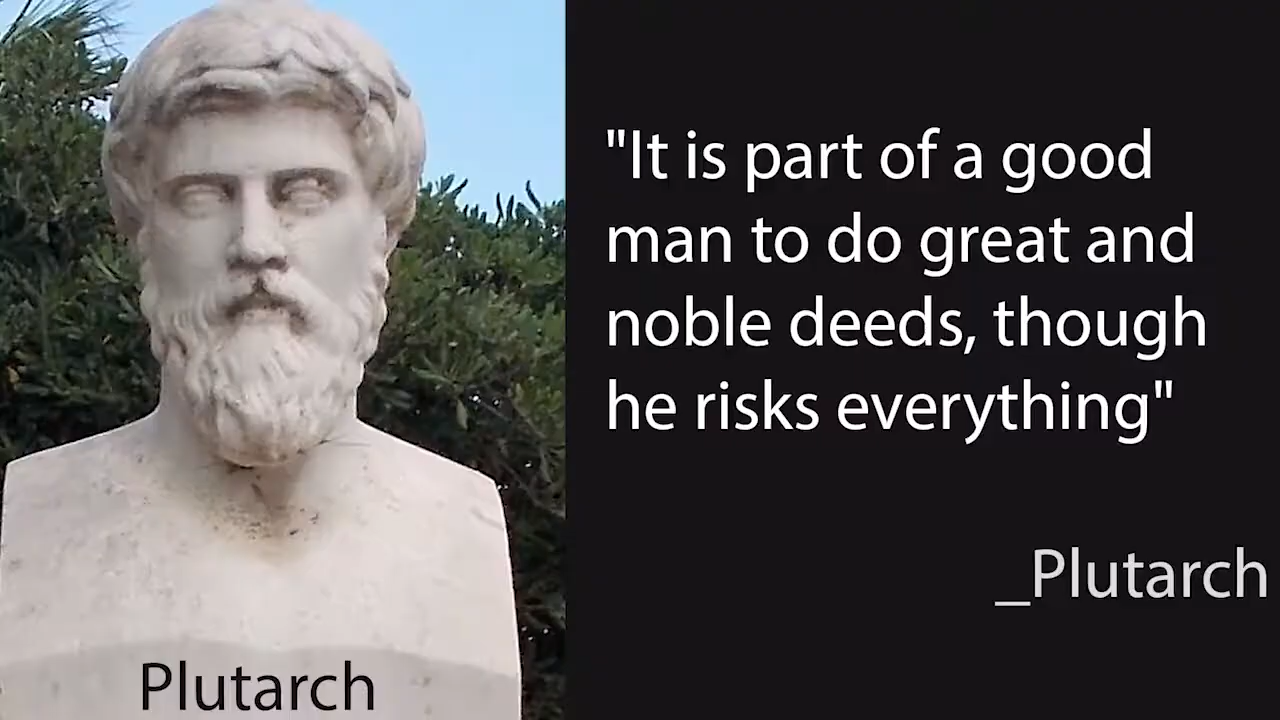 "It is part of a good
man to do great and
noble deeds, though
he risks everything"
_Plutarch
Plutarch